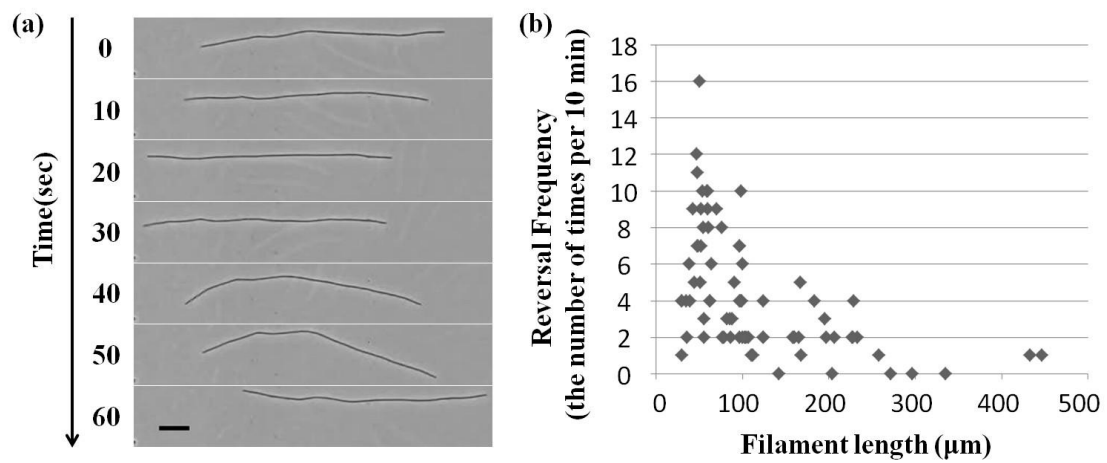 (a)
Time(sec)
0
10
20
30
40
50
60
(b)
Reversal Frequency
(the number of times per 10 min)
18
16
14
12
10
8
6
4
2
0
0 100 200 300 400 500
Filament length (µm)